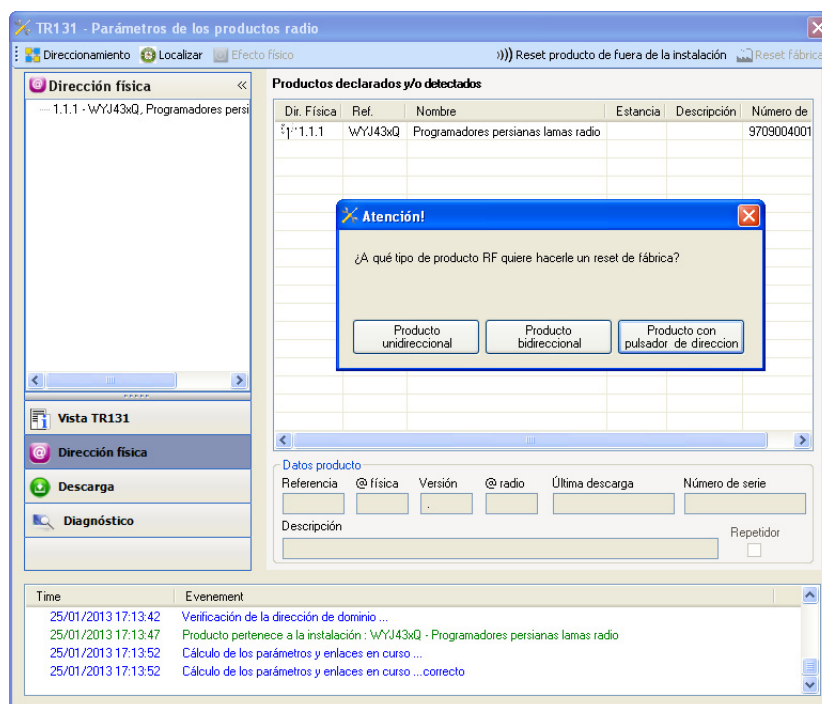 TR131 - Parámetros de los productos radio
Direccionamiento Localizar Efecto físico ))) Reset producto de fuera de la instalación Reset fábrica
Dirección física «
1.1.1 - WYJ43xQ, Programadores persi
Productos declarados y/o detectados
Dir. Física Ref. Nombre Estancia Descripción Número de
1.1.1 WYJ43xQ Programadores persianas lamas radio 9709004001
Atención!
¿A qué tipo de producto RF quiere hacerle un reset de fábrica?
Producto unidireccional
Producto bidireccional
Producto con pulsador de direccion
Vista TR131
Dirección física
Descarga
Diagnóstico
Datos producto
Referencia @ física Versión @ radio Última descarga Número de serie
.
Descripción
Repetidor
Time Evenement
25/01/2013 17:13:42 Verificación de la dirección de dominio ...
25/01/2013 17:13:47 Producto pertenece a la instalación : WYJ43xQ - Programadores persianas lamas radio
25/01/2013 17:13:52 Cálculo de los parámetros y enlaces en curso ...
25/01/2013 17:13:52 Cálculo de los parámetros y enlaces en curso ...correcto